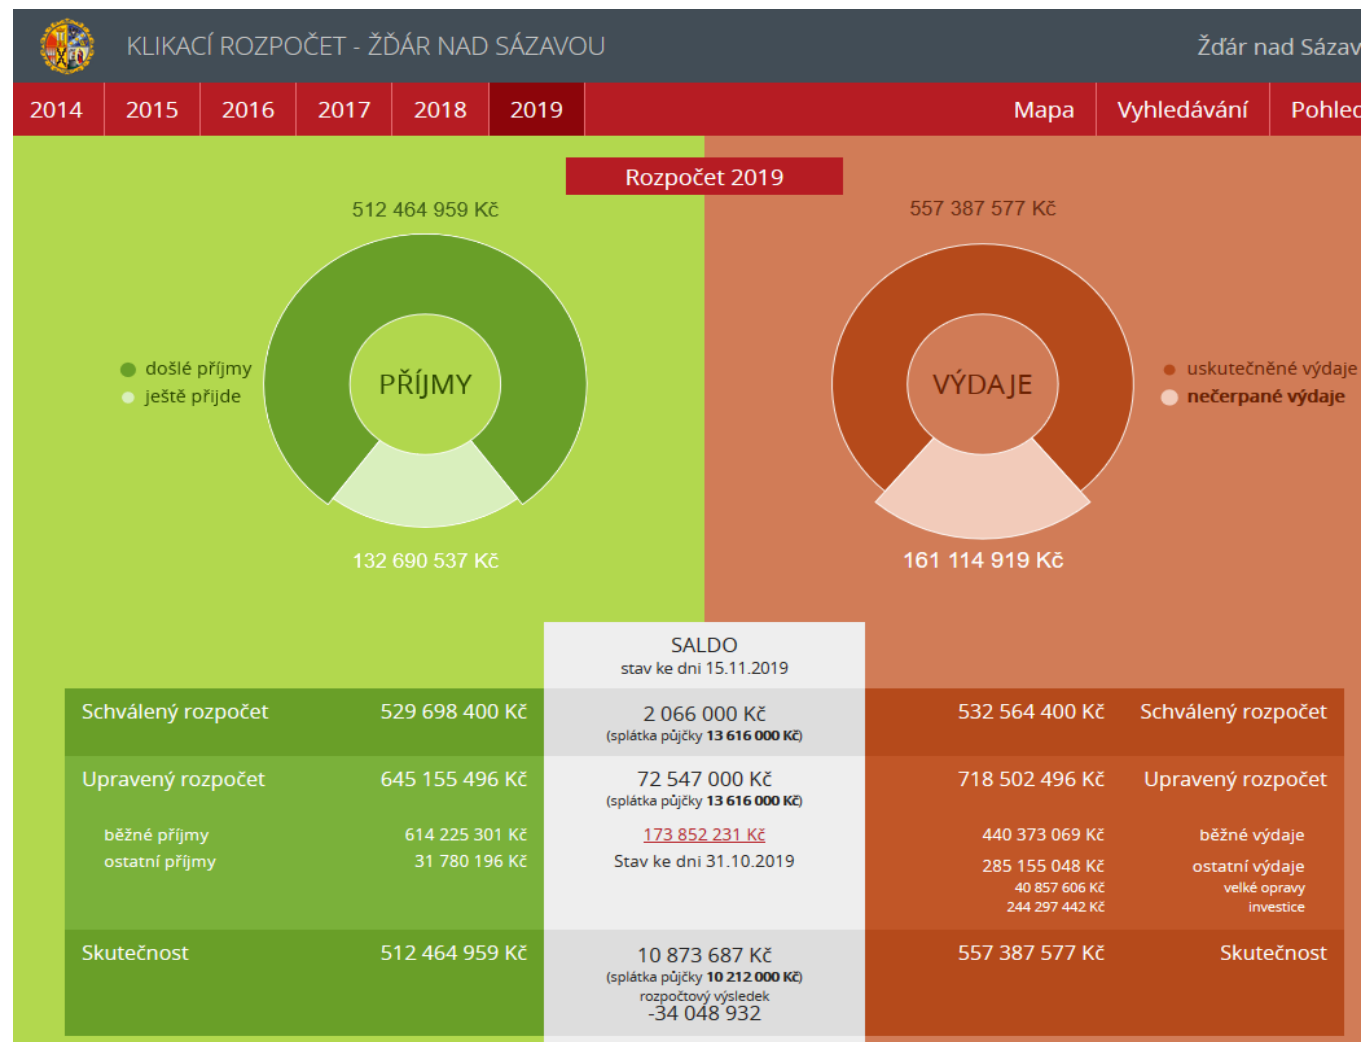 KLIKACÍ ROZPOČET - ŽĎÁR NAD SÁZAVOU
Žďár nad Sázav
2014 2015 2016 2017 2018 2019 Mapa Vyhledávání Pohled
Rozpočet 2019
512 464 959 Kč
557 387 577 Kč
došlé příjmy
ještě přijde
PŘÍJMY
VÝDAJE
uskutečněné výdaje
nečerpané výdaje
132 690 537 Kč
161 114 919 Kč
SALDO
stav ke dni 15.11.2019
Schválený rozpočet 529 698 400 Kč 2 066 000 Kč 532 564 400 Kč Schválený rozpočet
(splátka půjčky 13 616 000 Kč)
Upravený rozpočet 645 155 496 Kč 72 547 000 Kč 718 502 496 Kč Upravený rozpočet
(splátka půjčky 13 616 000 Kč)
běžné příjmy 614 225 301 Kč 173 852 231 Kč 440 373 069 Kč běžné výdaje
ostatní příjmy 31 780 196 Kč Stav ke dni 31.10.2019 285 155 048 Kč ostatní výdaje
40 857 606 Kč velké opravy
244 297 442 Kč investice
Skutečnost 512 464 959 Kč 10 873 687 Kč 557 387 577 Kč Skutečnost
(splátka půjčky 10 212 000 Kč)
rozpočtový výsledek
-34 048 932